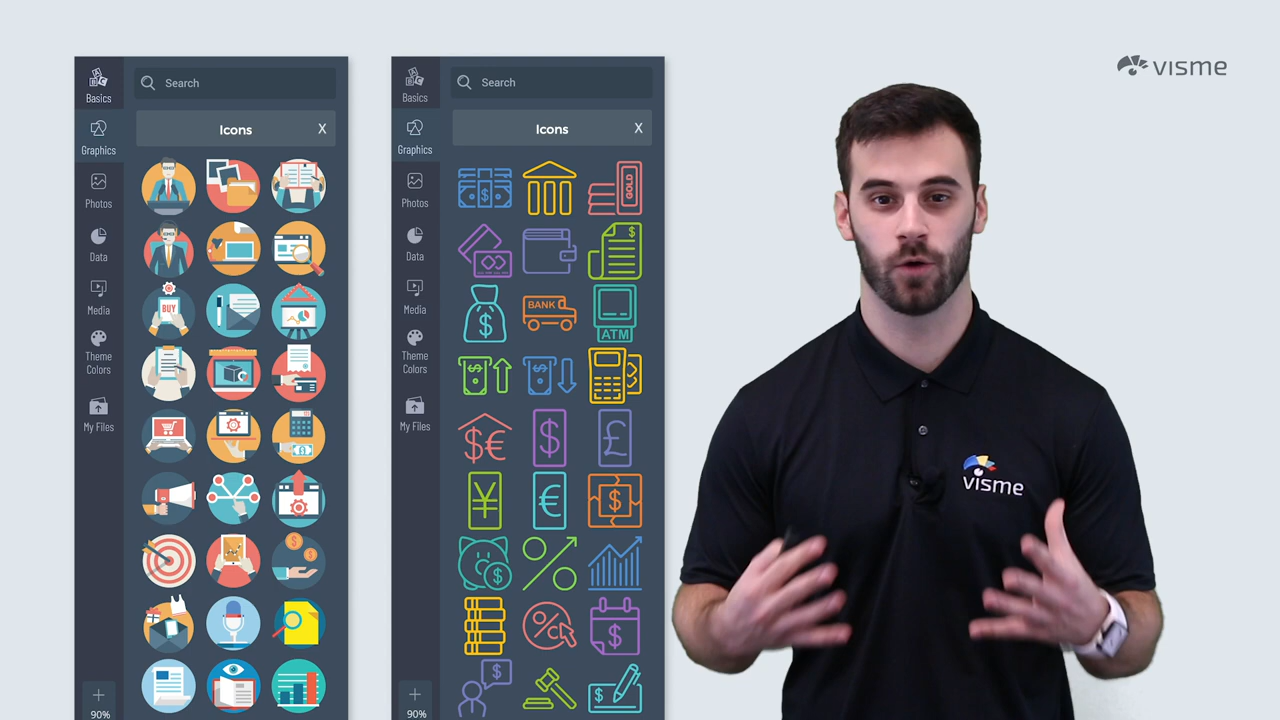 Basics
Search
Icons
X
Graphics
Photos
Data
Media
Theme
Colors
My Files
BUY
90%
Basics
Search
Icons
X
Graphics
Photos
Data
Media
Theme
Colors
My Files
$
GOLD
$
$
BANK
ATM
$
$
$€
$
£
¥
€
$
$
%
$
$
$
90%
visme
visme